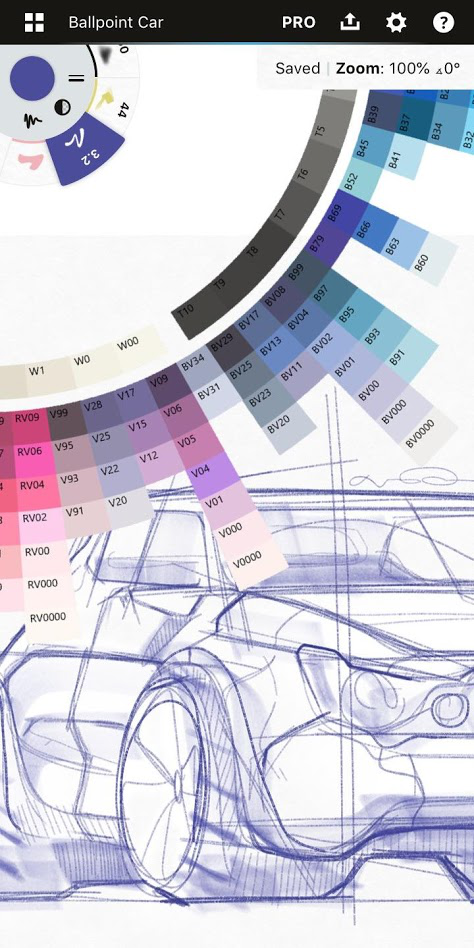 Ballpoint Car
PRO
?
Saved | Zoom: 100% ⦟0°
44
3.2
T5
T6
T7
T8
T9
T10
B39
B37
B34
B32
B45
B41
B52
B69
B66
B63
B60
B79
B99
B97
B95
B93
B91
BV08
BV04
BV02
BV01
BV00
BV000
BV0000
BV17
BV13
BV11
BV29
BV25
BV23
BV20
BV34
BV31
W00
W0
W1
V09
V06
V05
V04
V01
V000
V0000
V17
V15
V12
V28
V25
V22
V20
V99
V95
V93
V91
RV09
RV06
RV04
RV02
RV00
RV000
RV0000